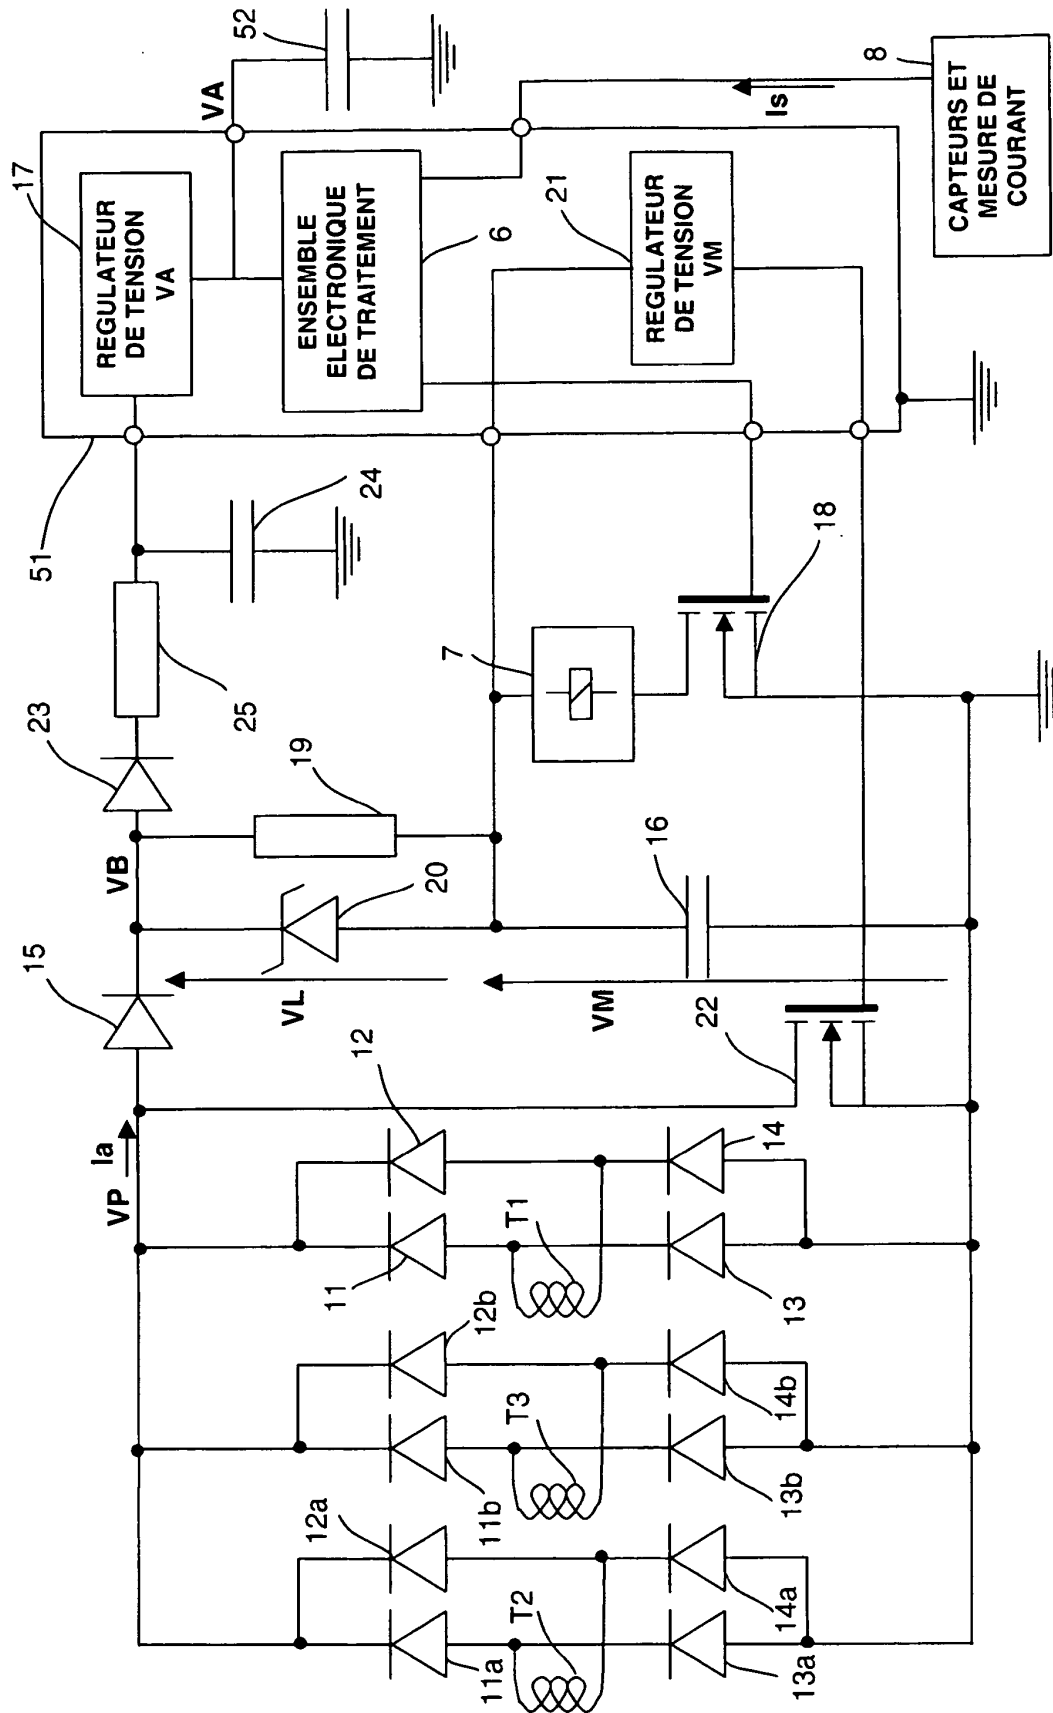 51
17
REGULATEUR
DE TENSION
VA
VA
52
ENSEMBLE
ELECTRONIQUE
DE TRAITEMENT
6
21
REGULATEUR
DE TENSION
VM
Is
8
CAPTEURS ET
MESURE DE
COURANT
24
25
23
VB
15
19
20
VL
VM
16
7
18
22
VP
Ia
12
11
14
13
T1
12b
11b
T3
14b
13b
12a
11a
T2
14a
13a